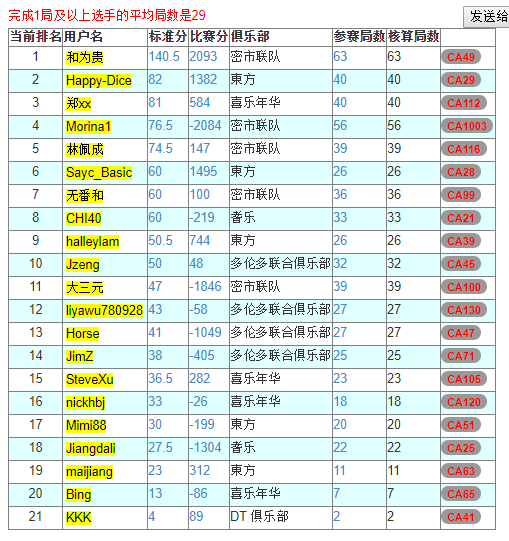 完成1局及以上选手的平均局数是29
发送给
当前排名 用户名 标准分 比赛分 俱乐部 参赛局数 核算局数
1 和为贵 140.5 2093 密市联队 63 63 CA49
2 Happy-Dice 82 1382 東方 40 40 CA29
3 郑xx 81 584 喜乐年华 40 40 CA112
4 Morina1 76.5 -2084 密市联队 56 56 CA1003
5 林佩成 74.5 147 密市联队 39 39 CA116
6 Sayc_Basic 60 1495 東方 26 26 CA28
7 无番和 60 100 密市联队 36 36 CA99
8 CHI40 60 -219 耆乐 33 33 CA21
9 halleylam 50.5 744 東方 26 26 CA39
10 Jzeng 50 48 多伦多联合俱乐部 32 32 CA45
11 大三元 47 -1846 密市联队 39 39 CA100
12 liyawu780928 43 -58 多伦多联合俱乐部 27 27 CA130
13 Horse 41 -1049 多伦多联合俱乐部 27 27 CA47
14 JimZ 38 -405 多伦多联合俱乐部 25 25 CA71
15 SteveXu 36.5 282 喜乐年华 23 23 CA105
16 nickhbj 33 -26 喜乐年华 18 18 CA120
17 Mimi88 30 -199 東方 20 20 CA51
18 Jiangdali 27.5 -1304 耆乐 22 22 CA25
19 maijiang 23 312 東方 11 11 CA63
20 Bing 13 -86 喜乐年华 7 7 CA65
21 KKK 4 89 DT 俱乐部 2 2 CA41